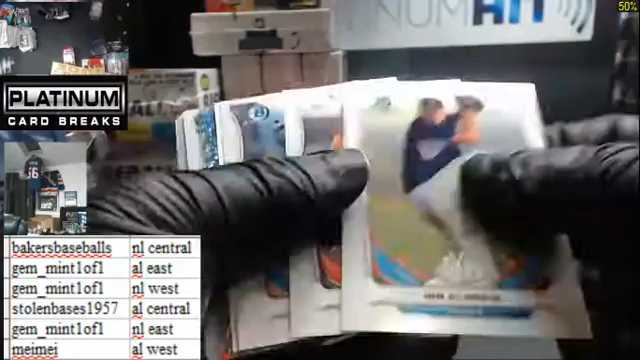 50%
NUMHIT
PLATINUM
CARD BREAKS
bakersbaseballs nl central
gem_mint1of1 al east
gem_mint1of1 nl west
stolenbases1957 al central
gem_mint1of1 nl east
meimei al west